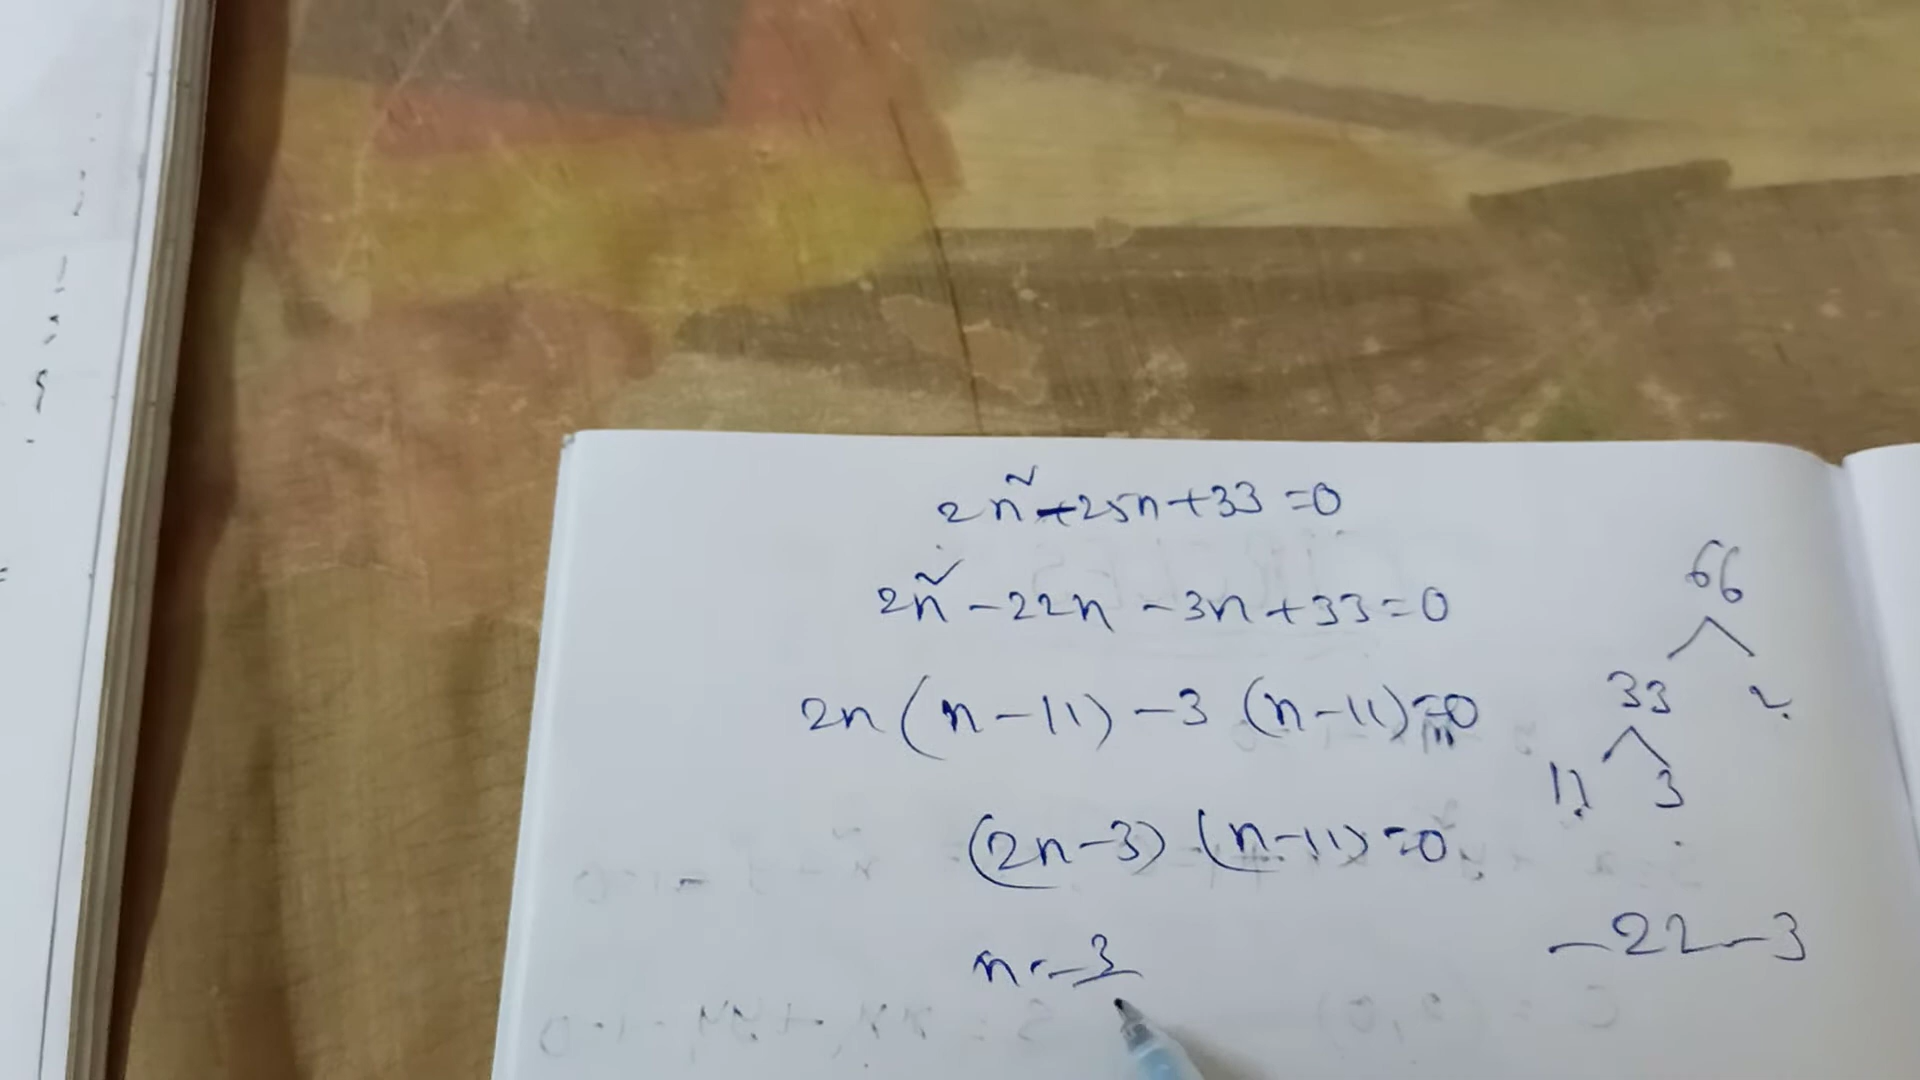 2n² -25n+33 =0
2n² -22n -3n+33=0
2n(n-11) -3 (n-11)=0
(2n-3) (n-11)=0
n = 3
66
33 2
11 3
-22-3